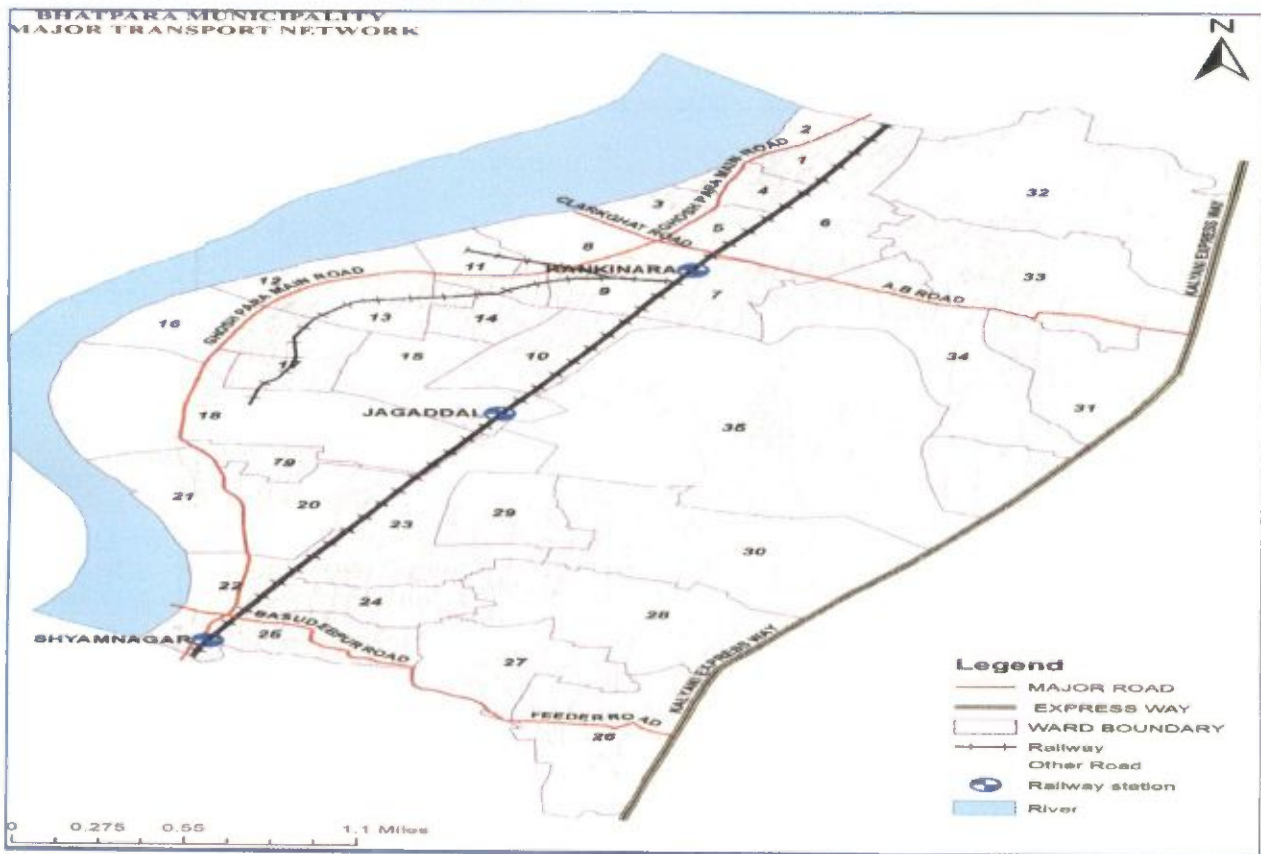 BHATPARA MUNICIPALITY
MAJOR TRANSPORT NETWORK
N
2
1
GHOSH PARA MAIN ROAD
4
3
CLARKGHAT ROAD
5
6
32
KALYANI EXPRESS WAY
8
KANKINARA
33
12
GHOSH PARA MAIN ROAD
11
9
7
A.B ROAD
16
13
14
17
15
10
34
JAGADDAL
18
35
31
19
21
20
29
23
30
22
24
28
BASUDEBPUR ROAD
SHYAMNAGAR
25
27
KALYANI EXPRESS WAY
FEEDER ROAD
26
Legend
MAJOR ROAD
EXPRESS WAY
WARD BOUNDARY
Railway
Other Road
Railway station
River
0 0.275 0.55 1.1 Miles